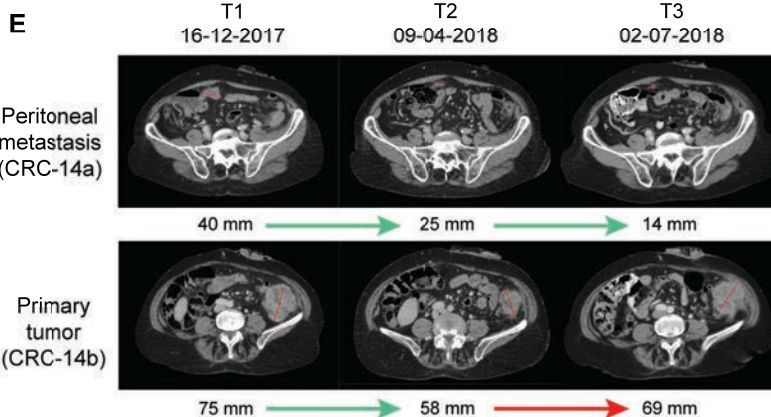 E
T1 T2 T3
16-12-2017 09-04-2018 02-07-2018
Peritoneal
metastasis
(CRC-14a)
40 mm 25 mm 14 mm
Primary
tumor
(CRC-14b)
75 mm 58 mm 69 mm